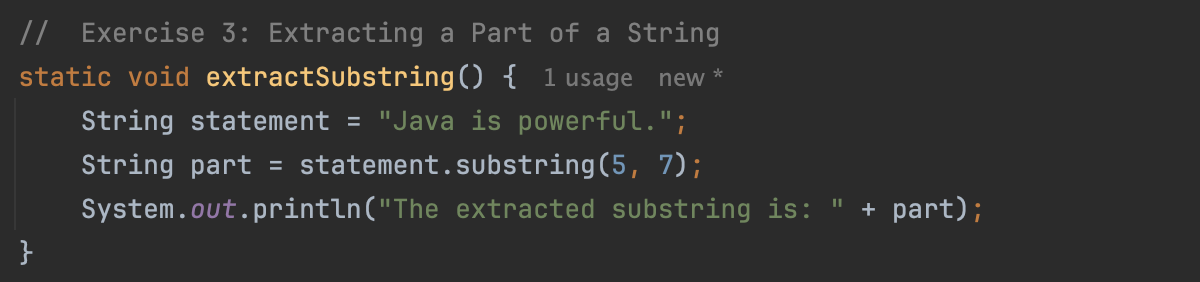 //  Exercise 3: Extracting a Part of a String
static void extractSubstring() {  1 usage  new *
    String statement = "Java is powerful.";
    String part = statement.substring(5, 7);
    System.out.println("The extracted substring is: " + part);
}